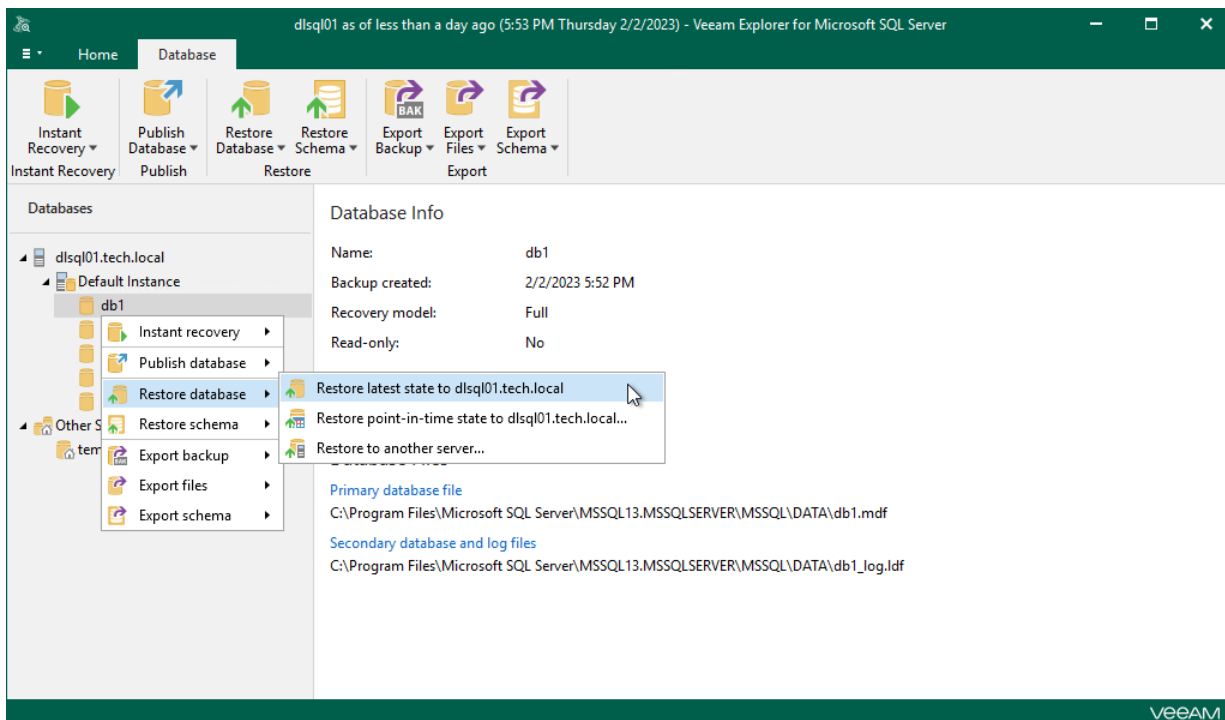 dlsql01 as of less than a day ago (5:53 PM Thursday 2/2/2023) - Veeam Explorer for Microsoft SQL Server
Home Database
Instant Recovery
Publish Database
Restore Database
Restore Schema
Export Backup
BAK
Export Files
Export Schema
Instant Recovery Publish Restore Export
Databases
dlsql01.tech.local
Default Instance
db1
Other S
tem
Instant recovery
Publish database
Restore database
Restore schema
Export backup
Export files
Export schema
Restore latest state to dlsql01.tech.local
Restore point-in-time state to dlsql01.tech.local...
Restore to another server...
Database Info
Name: db1
Backup created: 2/2/2023 5:52 PM
Recovery model: Full
Read-only: No
Primary database file
C:\Program Files\Microsoft SQL Server\MSSQL13.MSSQLSERVER\MSSQL\DATA\db1.mdf
Secondary database and log files
C:\Program Files\Microsoft SQL Server\MSSQL13.MSSQLSERVER\MSSQL\DATA\db1_log.ldf
veeAM